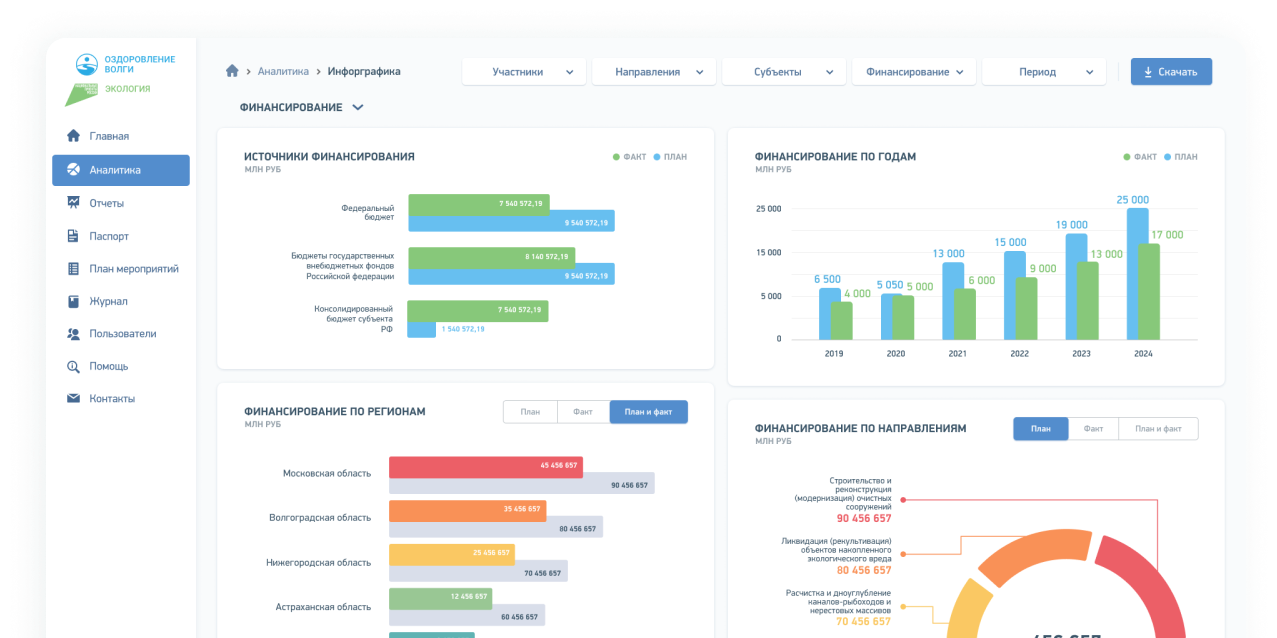 ОЗДОРОВЛЕНИЕ
ВОЛГИ
ЭКОЛОГИЯ
Главная
Аналитика
Отчеты
Паспорт
План мероприятий
Журнал
Пользователи
Помощь
Контакты
Аналитика > Инфорграфика
Участники
Направления
Субъекты
Финансирование
Период
Скачать
ФИНАНСИРОВАНИЕ
ИСТОЧНИКИ ФИНАНСИРОВАНИЯ
МЛН РУБ
ФАКТ ПЛАН
Федеральный
бюджет
7 540 572,19
9 540 572,19
Бюджеты государственных
внебюджетных фондов
Российской федерации
8 140 572,19
9 540 572,19
Консолидированный
бюджет субъекта
РФ
7 540 572,19
1 540 572,19
ФИНАНСИРОВАНИЕ ПО ГОДАМ
МЛН РУБ
ФАКТ ПЛАН
25 000
15 000
5 000
0
6 500
4 000
5 050
5 000
13 000
6 000
15 000
9 000
19 000
13 000
25 000
17 000
2019 2020 2021 2022 2023 2024
ФИНАНСИРОВАНИЕ ПО РЕГИОНАМ
МЛН РУБ
План Факт План и факт
Московская область
45 456 657
90 456 657
Волгоградская область
35 456 657
80 456 657
Нижегородская область
25 456 657
70 456 657
Астраханская область
12 456 657
60 456 657
ФИНАНСИРОВАНИЕ ПО НАПРАВЛЕНИЯМ
МЛН РУБ
План Факт План и факт
Строительство и
реконструкция
(модернизация) очистных
сооружений
90 456 657
Ликвидация (рекультивация)
объектов накопленного
экологического вреда
80 456 657
Расчистка и дноуглубление
каналов-рыбоходов и
нерестовых массивов
70 456 657
456 657